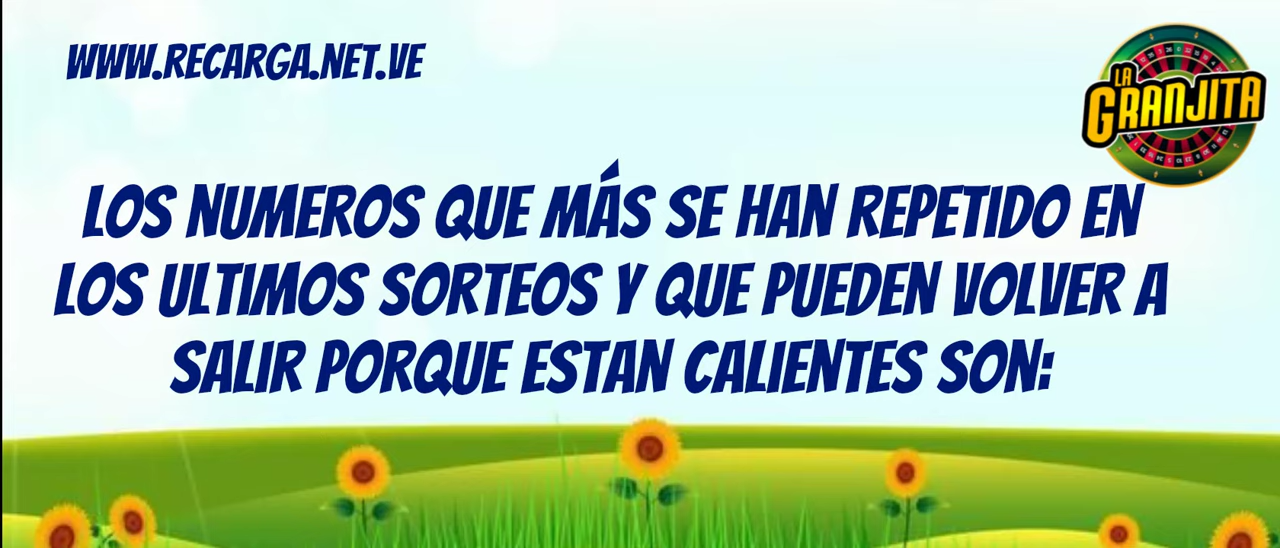 WWW.RECARGA.NET.VE
LA
GRANJITA
LOS NUMEROS QUE MÁS SE HAN REPETIDO EN
LOS ULTIMOS SORTEOS Y QUE PUEDEN VOLVER A
SALIR PORQUE ESTAN CALIENTES SON: